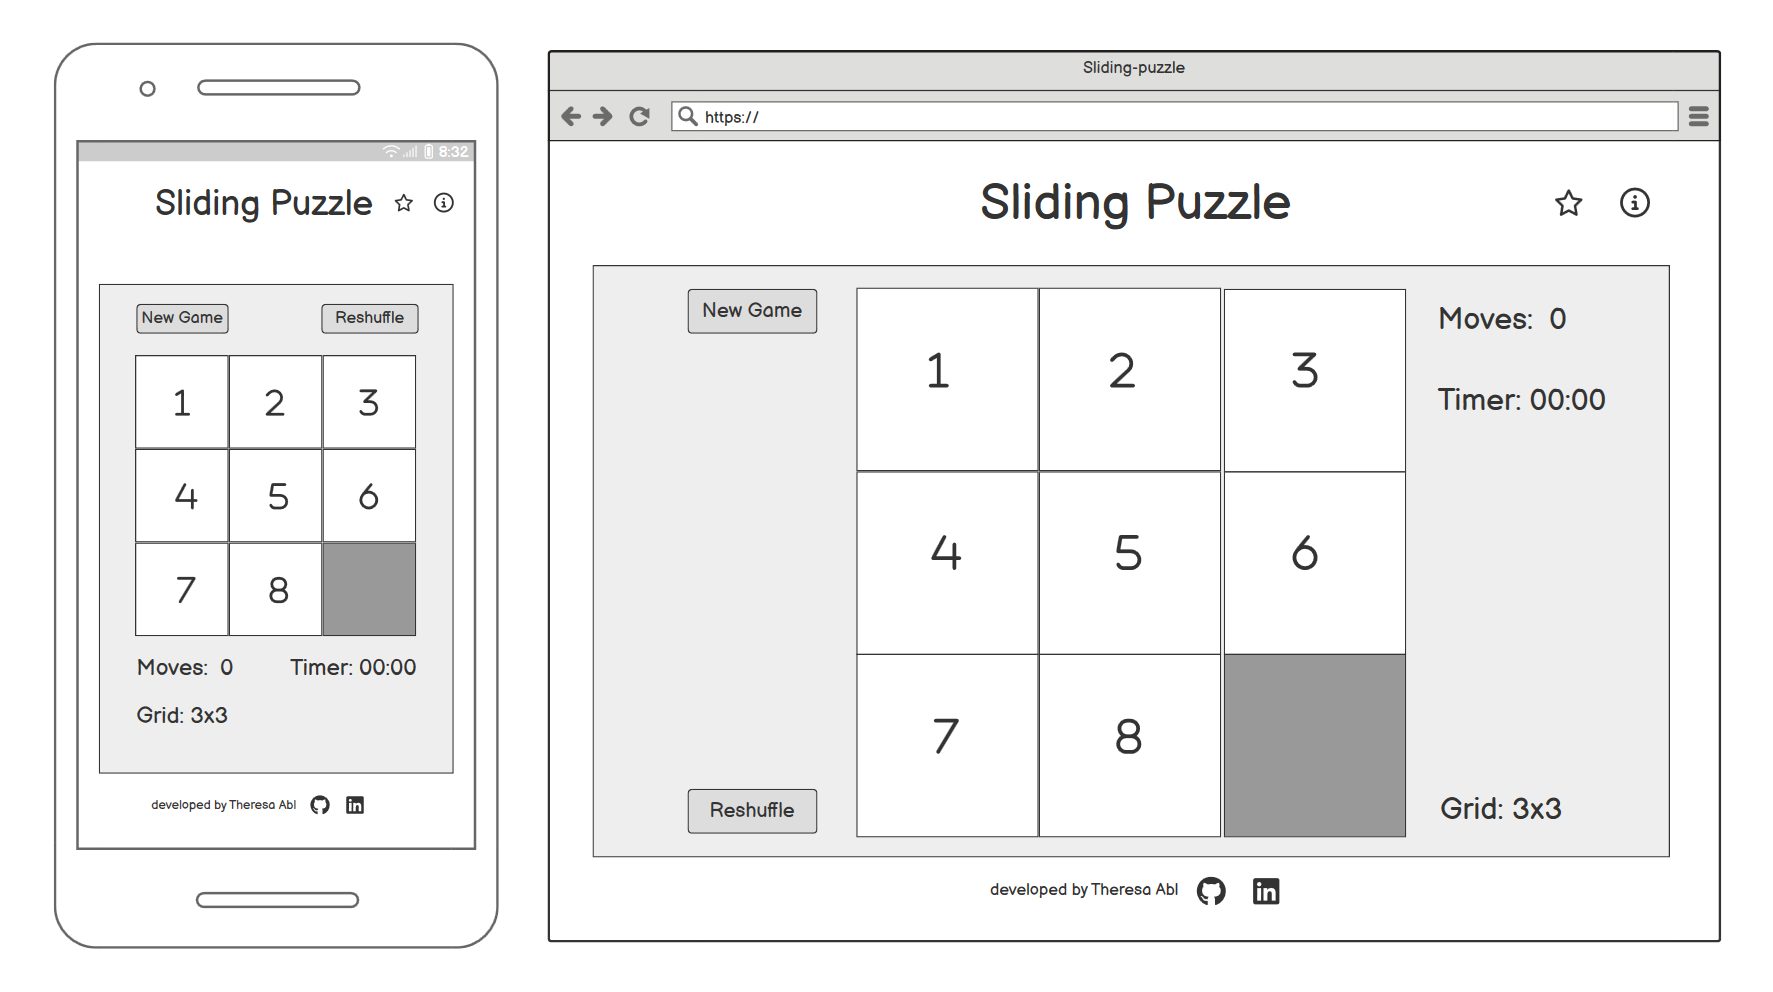 8:32
Sliding Puzzle
New Game Reshuffle
1 2 3
4 5 6
7 8
Moves: 0 Timer: 00:00
Grid: 3x3
developed by Theresa Abl in
Sliding-puzzle
https://
Sliding Puzzle
New Game
Reshuffle
1 2 3
4 5 6
7 8
Moves: 0
Timer: 00:00
Grid: 3x3
developed by Theresa Abl in